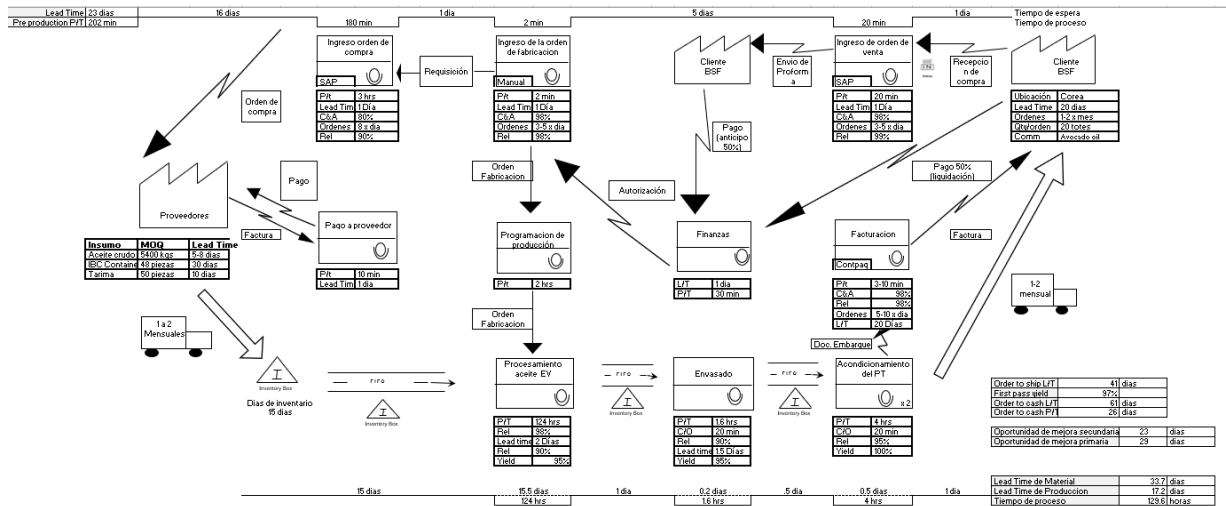 Lead Time 23 dias 16 dias 1 dia 5 dias 1 dia Tiempo de espera
Pre production P/T 202 min 180 min 2 min 20 min Tiempo de proceso
Ingreso orden de compra
SAP
P/t 3 hrs
Lead Tim 1 Día
C&A 80%
Ordenes 8 x dia
Rel 90%
Requisición
Ingreso de la orden de fabricacion
Manual
P/t 2 min
Lead Tim 1 Día
C&A 98%
Ordenes 3-5 x dia
Rel 98%
Cliente
BSF
Envio de
Proform
a
Ingreso de orden de
venta
SAP
P/t 20 min
Lead Tim 1 Día
C&A 98%
Ordenes 3-5 x dia
Rel 99%
Recepcio
n de
compra
Cliente
BSF
Ubicación Corea
Lead Time 20 dias
Ordenes 1-2 x mes
Qty/orden 20 totes
Comm Avocado oil
Orden de
compra
Pago
(anticipo
50%)
Orden
Fabricacion
Autorización
Pago 50%
(liquidación)
Proveedores
Pago
Factura
Pago a proveedor
P/t 10 min
Lead Tim 1 dia
Programacion de
producción
P/t 2 hrs
Finanzas
L/T 1 dia
P/T 30 min
Facturacion
Contpaq
P/t 3-10 min
C&A 98%
Rel 98%
Ordenes 5-10 x dia
L/T 20 Días
Factura
Insumo MOQ Lead Time
Aceite crudo 5400 kgs 5-8 dias
IBC Containe 48 piezas 30 dias
Tarima 50 piezas 10 dias
1 a 2
Mensuales
1-2
mensual
Orden
Fabricacion
Doc. Embarque
I
Inventory Box
Dias de inventario
15 dias
FIFO
I
Inventory Box
Procesamiento
aceite EV
P/T 124 hrs
Rel 98%
Lead time 2 Días
Rel 90%
Yield 95%
FIFO
I
Inventory Box
Envasado
P/T 1.6 hrs
C/O 20 min
Rel 90%
Lead time 1.5 Días
Yield 95%
FIFO
I
Inventory Box
Acondicionamiento
del PT
x 2
P/T 4 hrs
C/O 20 min
Rel 95%
Yield 100%
Order to ship L/T 41 dias
First pass yield 97%
Order to cash L/T 61 dias
Order to cash P/T 26 dias
Oportunidad de mejora secundaria 23 dias
Oportunidad de mejora primaria 29 dias
15 dias 15.5 dias 1 dia 0.2 dias .5 dia 0.5 dias 1 dia
124 hrs 1.6 hrs 4 hrs
Lead Time de Material 33.7 dias
Lead Time de Produccion 17.2 dias
Tiempo de proceso 129.6 horas